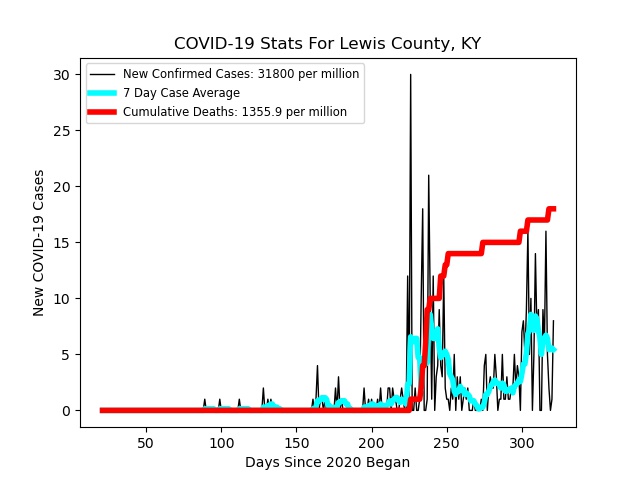 COVID-19 Stats For Lewis County, KY
New Confirmed Cases: 31800 per million
7 Day Case Average
Cumulative Deaths: 1355.9 per million
New COVID-19 Cases
30
25
20
15
10
5
0
50 100 150 200 250 300
Days Since 2020 Began